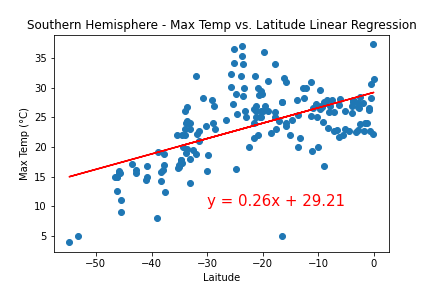 Southern Hemisphere - Max Temp vs. Latitude Linear Regression
35
30
25
20
15
10
5
Max Temp (°C)
y = 0.26x + 29.21
−50 −40 −30 −20 −10 0
Laitude